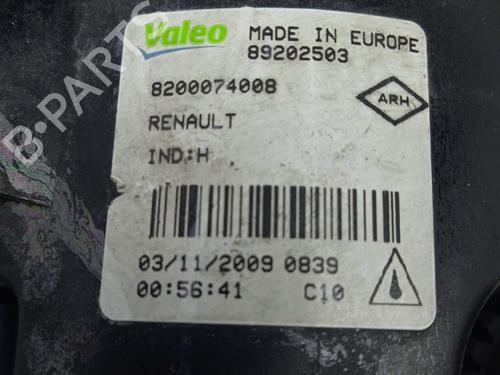 Valeo MADE IN EUROPE
89202503
8200074008
ARH
RENAULT
IND:H
03/11/2009 0839
00:56:41 C10
B-PARTS